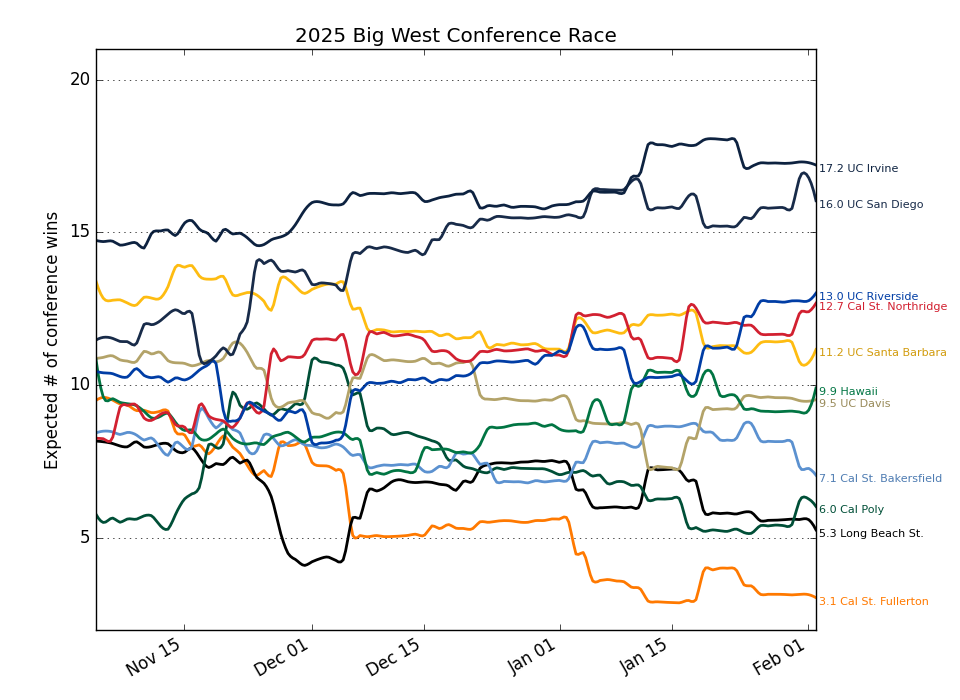 2025 Big West Conference Race
Expected # of conference wins
20
15
10
5
17.2 UC Irvine
16.0 UC San Diego
13.0 UC Riverside
12.7 Cal St. Northridge
11.2 UC Santa Barbara
9.9 Hawaii
9.5 UC Davis
7.1 Cal St. Bakersfield
6.0 Cal Poly
5.3 Long Beach St.
3.1 Cal St. Fullerton
Nov 15
Dec 01
Dec 15
Jan 01
Jan 15
Feb 01